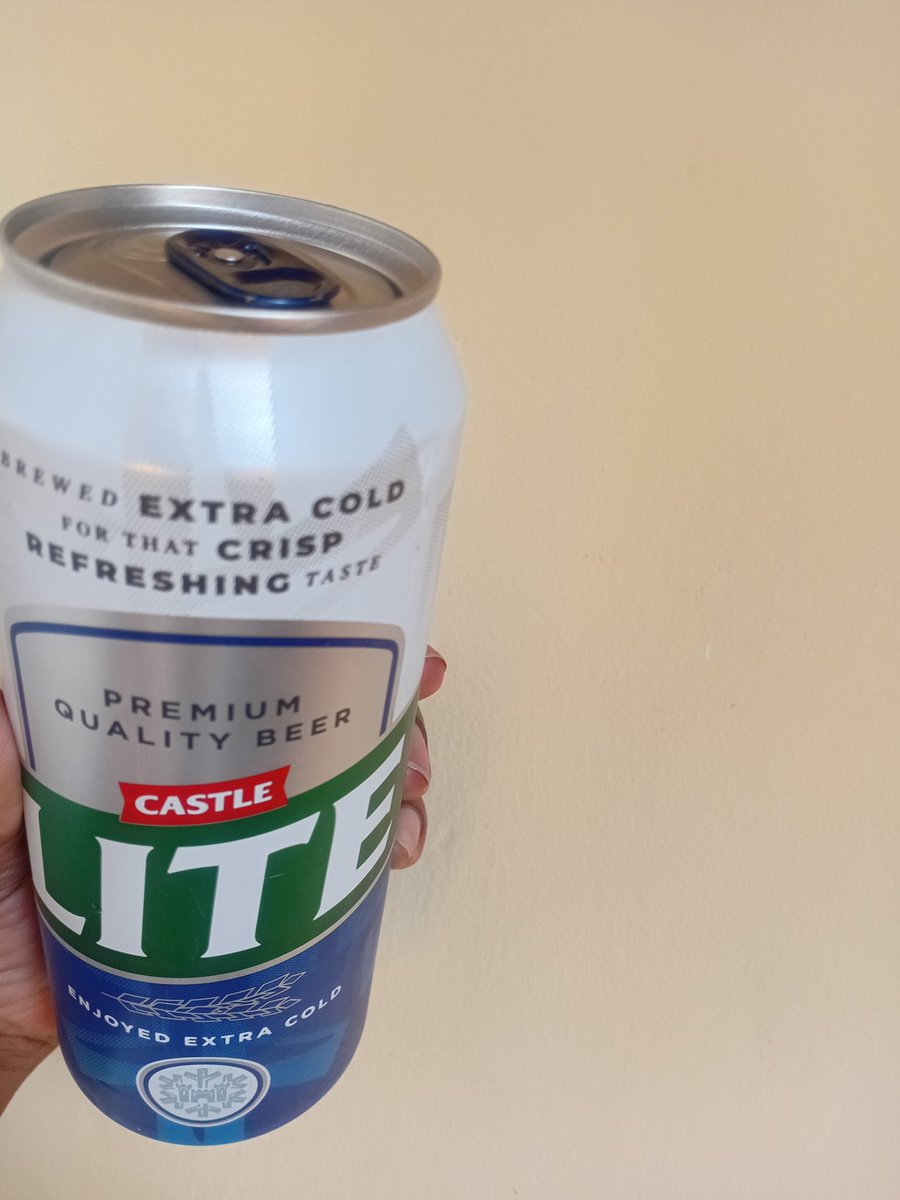 BREWED EXTRA COLD
FOR THAT CRISP
REFRESHING TASTE
PREMIUM
QUALITY BEER
CASTLE
LITE
ENJOYED EXTRA COLD